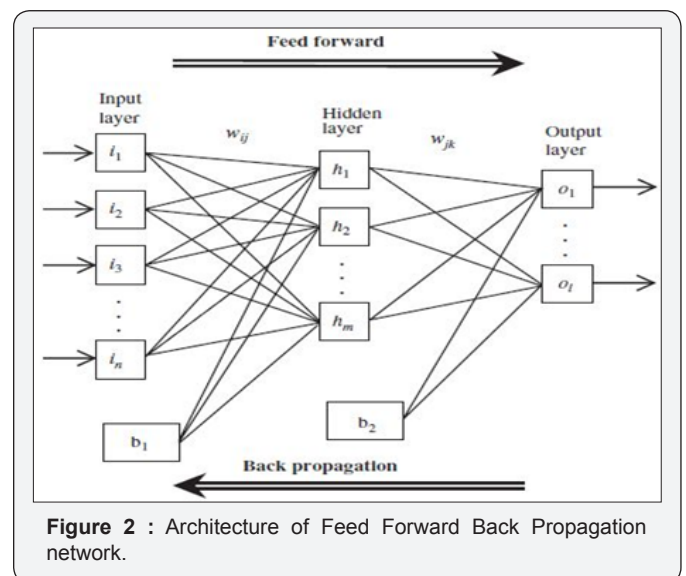 Feed forward
Input
layer
w_ij
Hidden
layer
w_jk
Output
layer
i_1
h_1
o_1
i_2
h_2
i_3
h_m
o_l
i_n
b_1
b_2
Back propagation
Figure 2 : Architecture of Feed Forward Back Propagation
network.